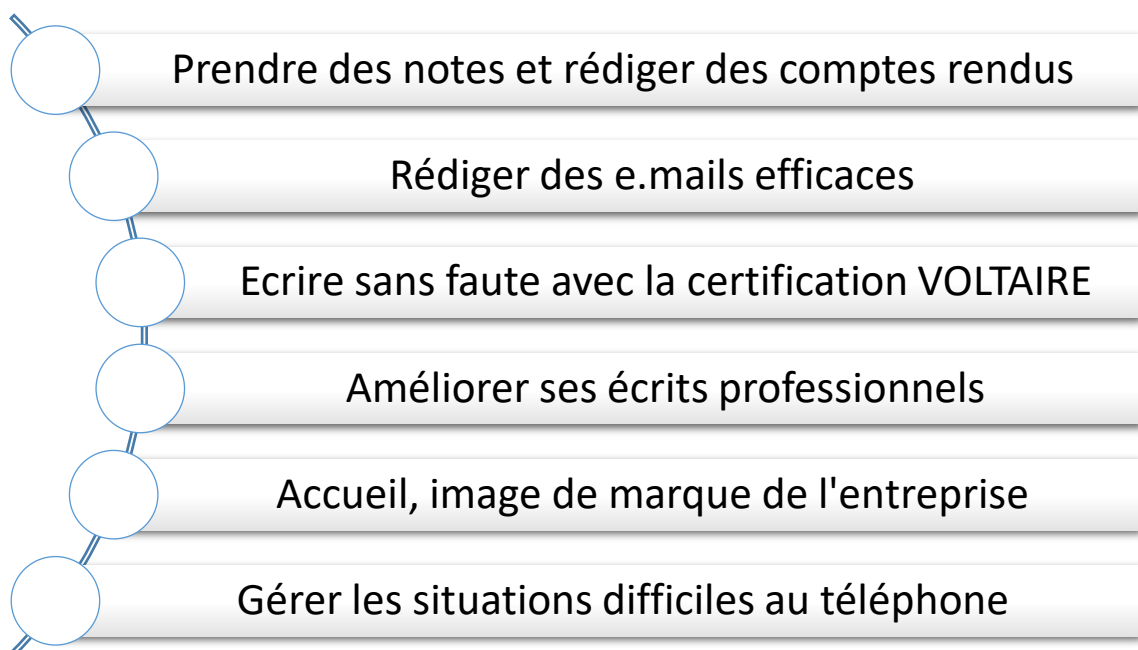 Prendre des notes et rédiger des comptes rendus
Rédiger des e.mails efficaces
Ecrire sans faute avec la certification VOLTAIRE
Améliorer ses écrits professionnels
Accueil, image de marque de l'entreprise
Gérer les situations difficiles au téléphone